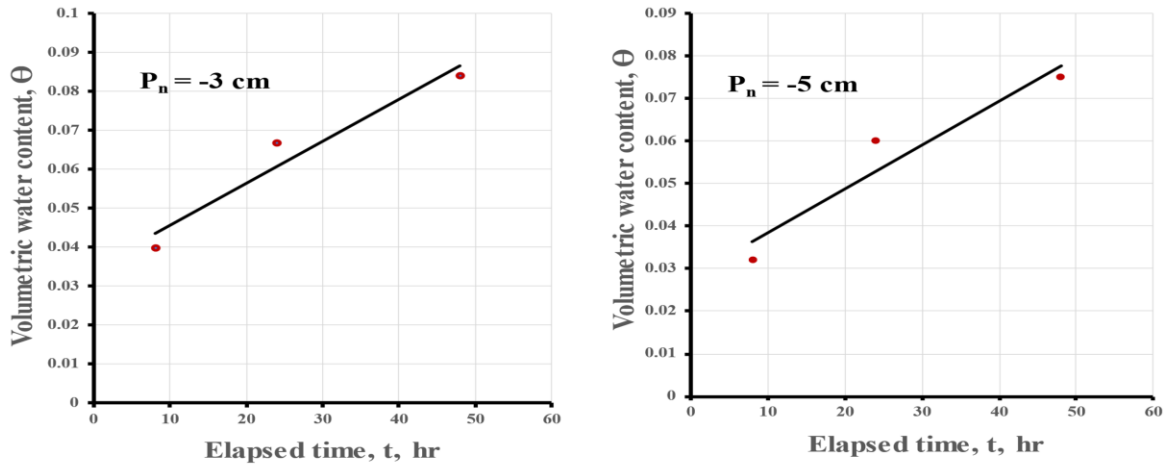 Volumetric water content, Θ
0.1
0.09
0.08
0.07
0.06
0.05
0.04
0.03
0.02
0.01
0
Pn = -3 cm
0 10 20 30 40 50 60
Elapsed time, t, hr
Volumetric water content, Θ
0.09
0.08
0.07
0.06
0.05
0.04
0.03
0.02
0.01
0
Pn = -5 cm
0 10 20 30 40 50 60
Elapsed time, t, hr